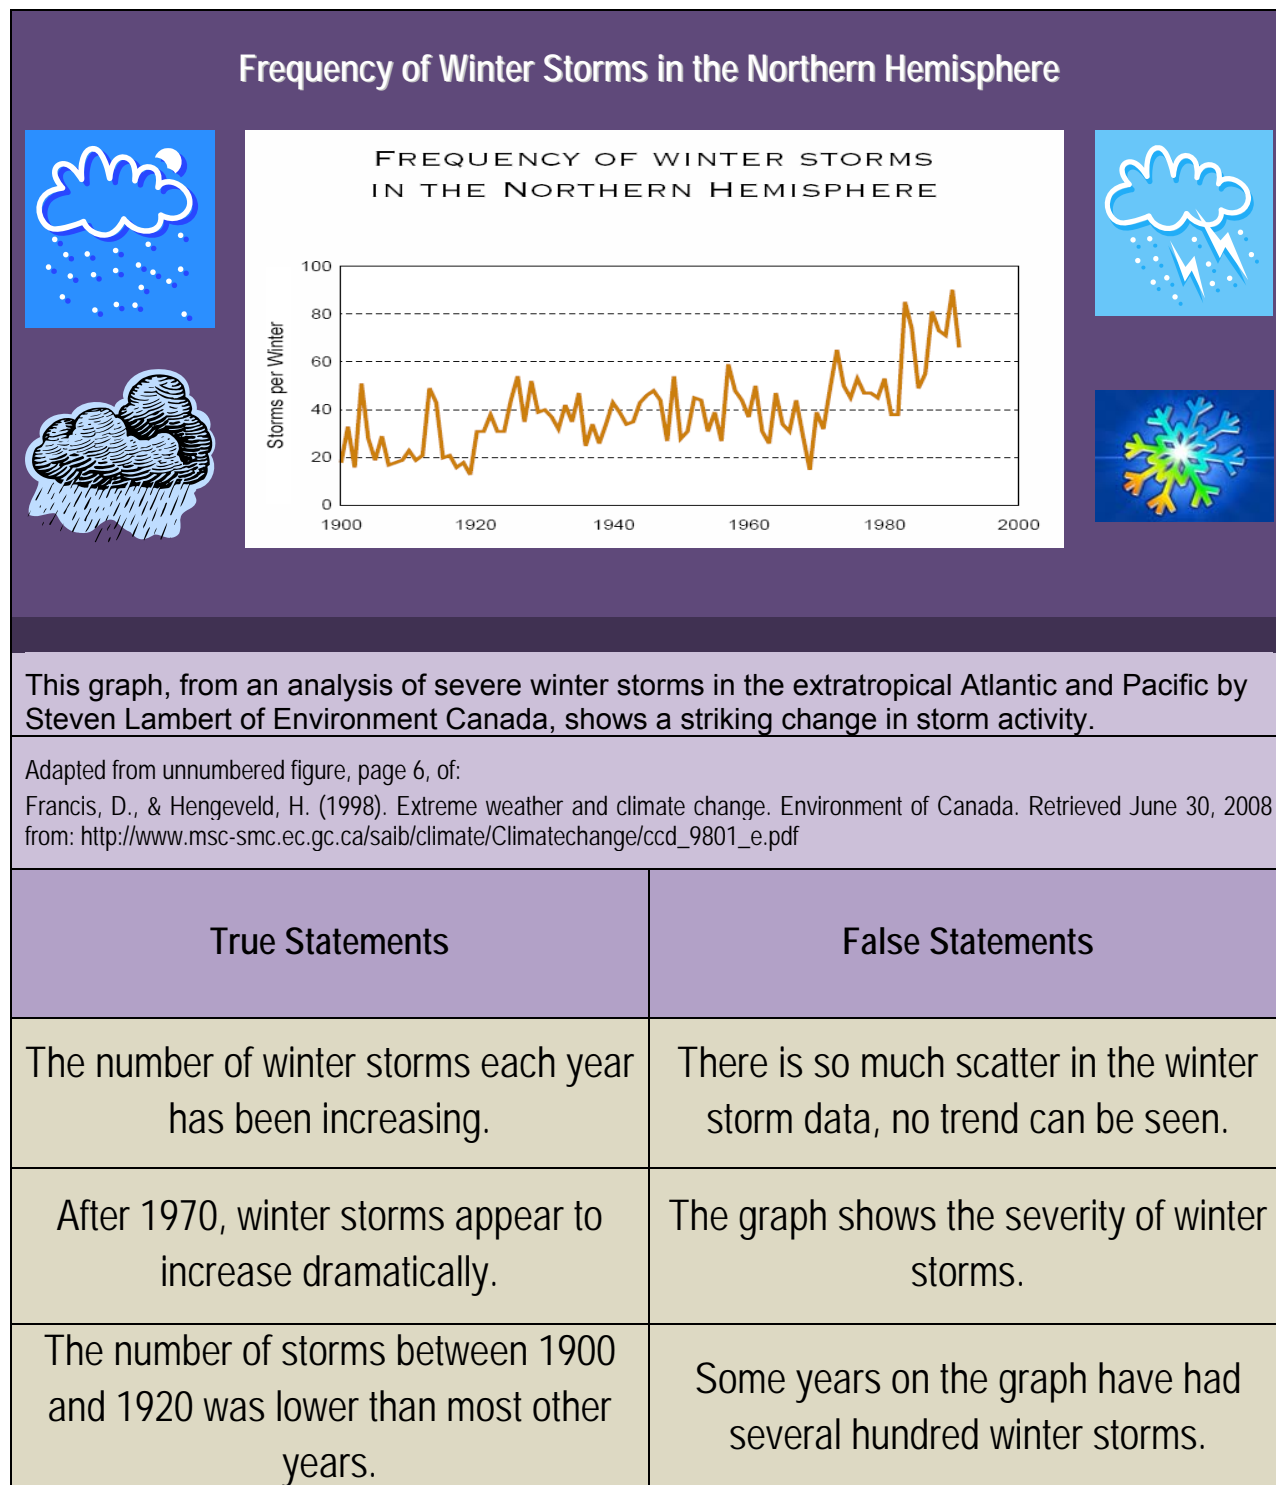 Frequency of Winter Storms in the Northern Hemisphere
FREQUENCY OF WINTER STORMS
IN THE NORTHERN HEMISPHERE
Storms per Winter
100
80
60
40
20
0
1900 1920 1940 1960 1980 2000
This graph, from an analysis of severe winter storms in the extratropical Atlantic and Pacific by
Steven Lambert of Environment Canada, shows a striking change in storm activity.
Adapted from unnumbered figure, page 6, of:
Francis, D., & Hengeveld, H. (1998). Extreme weather and climate change. Environment of Canada. Retrieved June 30, 2008
from: http://www.msc-smc.ec.gc.ca/saib/climate/Climatechange/ccd_9801_e.pdf
True Statements
False Statements
The number of winter storms each year
has been increasing.
There is so much scatter in the winter
storm data, no trend can be seen.
After 1970, winter storms appear to
increase dramatically.
The graph shows the severity of winter
storms.
The number of storms between 1900
and 1920 was lower than most other
years.
Some years on the graph have had
several hundred winter storms.